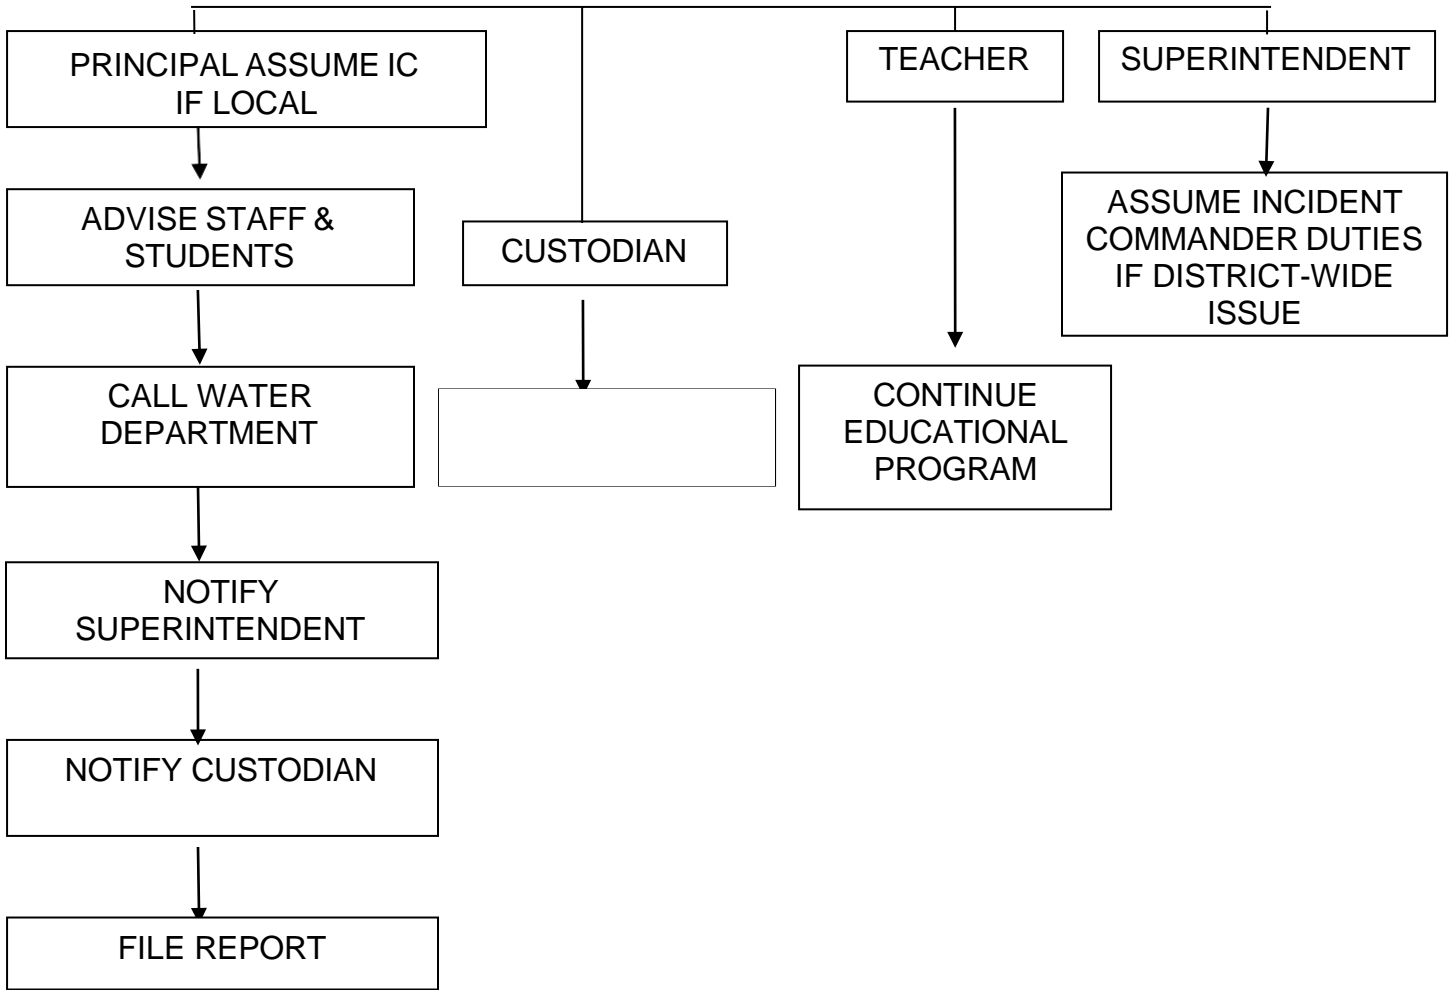 PRINCIPAL ASSUME IC
IF LOCAL
ADVISE STAFF &
STUDENTS
CALL WATER
DEPARTMENT
NOTIFY
SUPERINTENDENT
NOTIFY CUSTODIAN
FILE REPORT
CUSTODIAN
TEACHER
CONTINUE
EDUCATIONAL
PROGRAM
SUPERINTENDENT
ASSUME INCIDENT
COMMANDER DUTIES
IF DISTRICT-WIDE
ISSUE